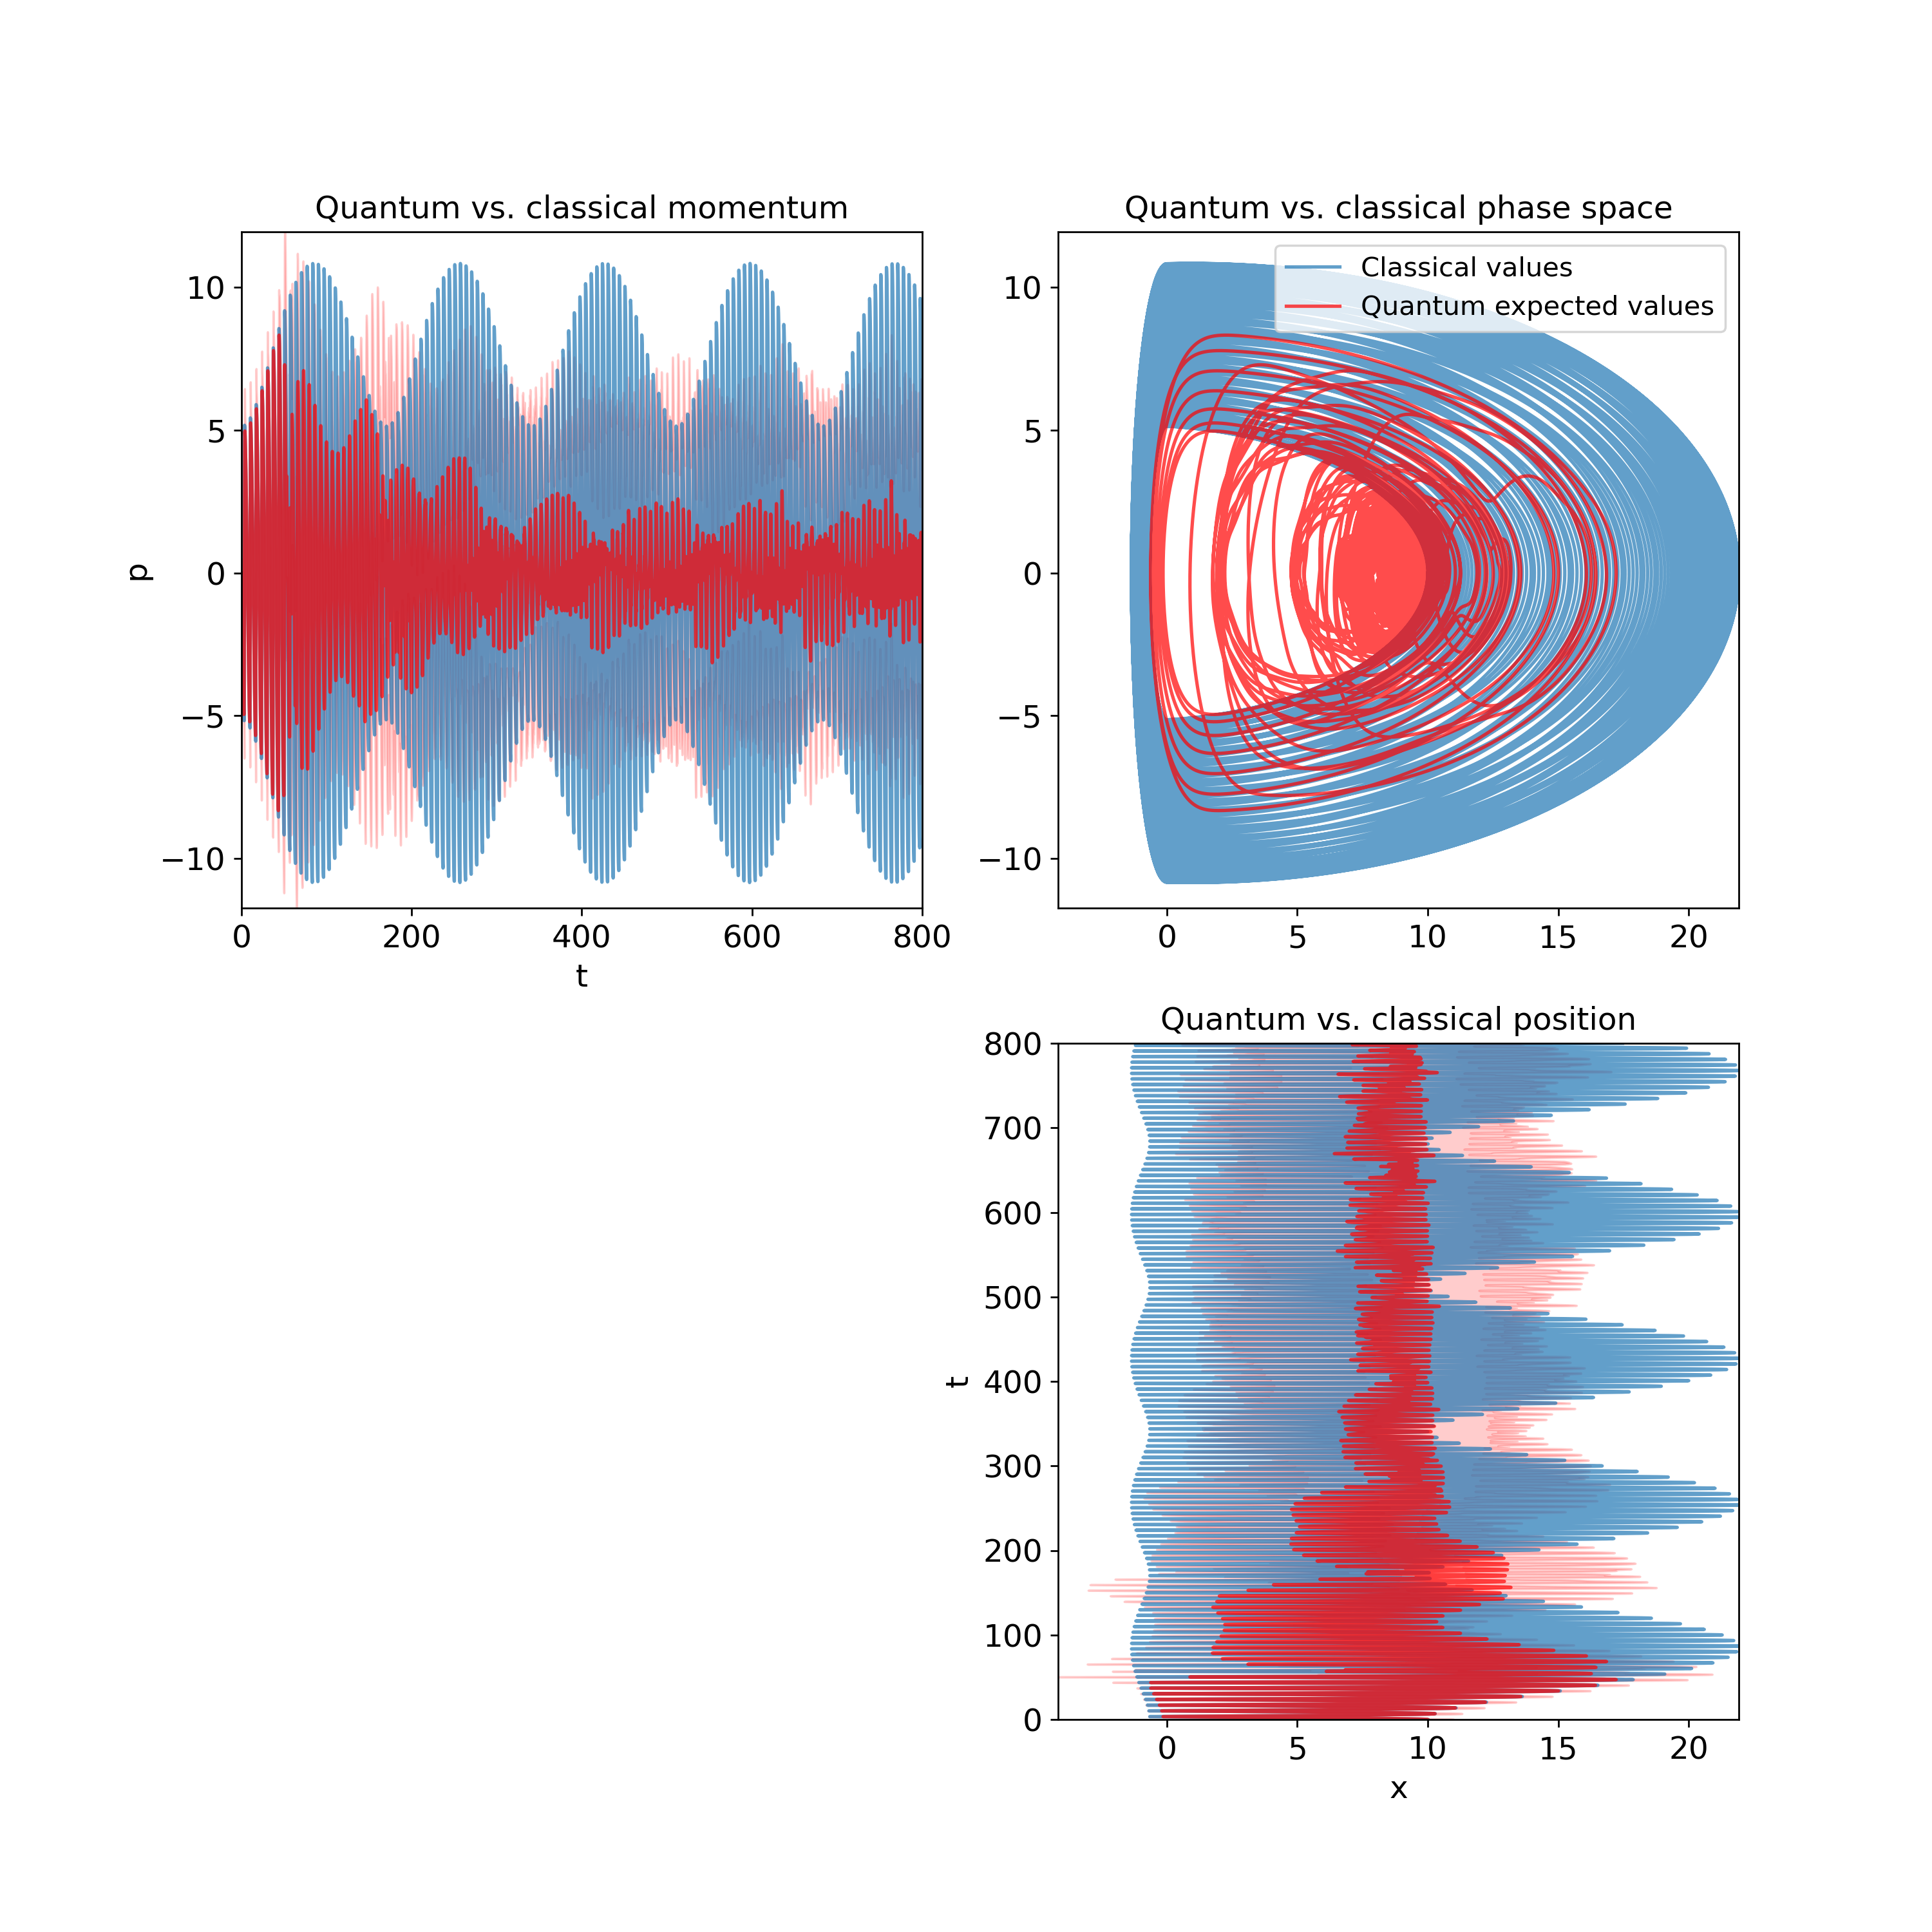 Quantum vs. classical momentum
10
5
0
−5
−10
p
0 200 400 600 800
t
Quantum vs. classical phase space
Classical values
Quantum expected values
10
5
0
−5
−10
0 5 10 15 20
Quantum vs. classical position
800
700
600
500
400
300
200
100
0
t
0 5 10 15 20
x